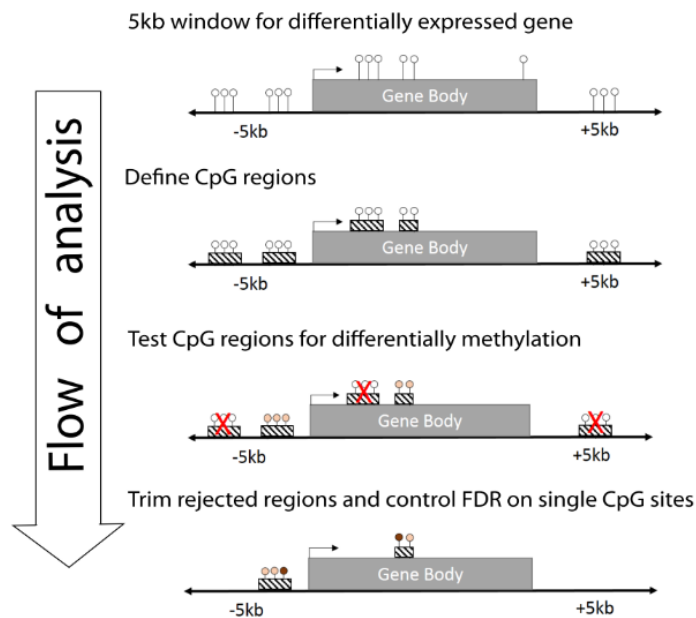 5kb window for differentially expressed gene
Gene Body
-5kb
+5kb
Flow of analysis
Define CpG regions
Gene Body
-5kb
+5kb
Test CpG regions for differentially methylation
Gene Body
-5kb
+5kb
Trim rejected regions and control FDR on single CpG sites
Gene Body
-5kb
+5kb